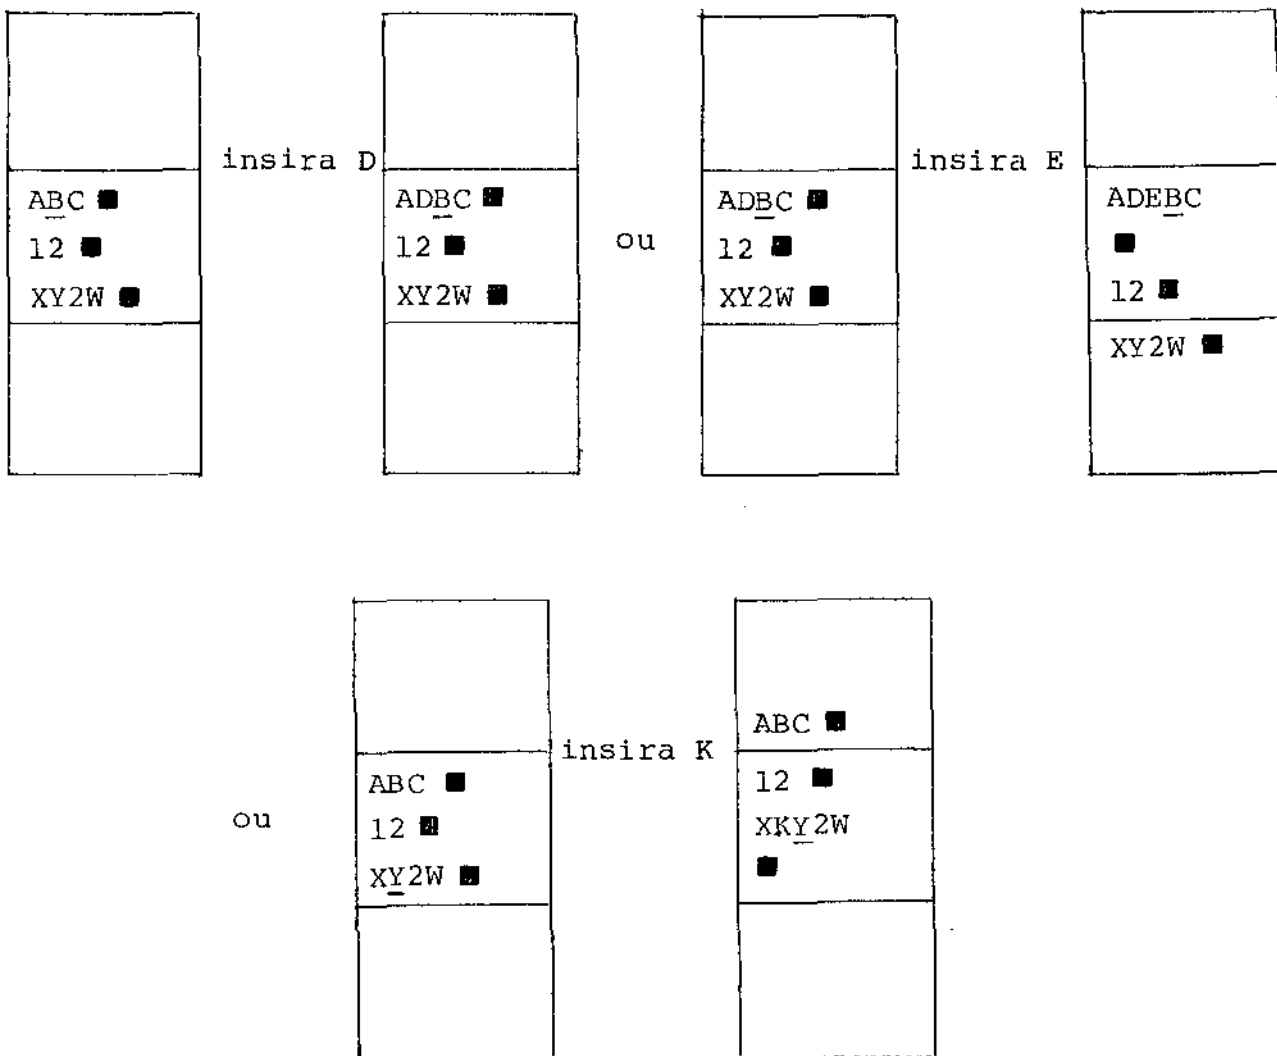 insira D
ABC ■
12 ■
XY2W ■
ADBC ■
12 ■
XY2W ■
ou
ADBC ■
12 ■
XY2W ■
insira E
ADEBC
■
12 ■
XY2W ■
ou
ABC ■
12 ■
XY2W ■
insira K
ABC ■
12 ■
XKY2W
■